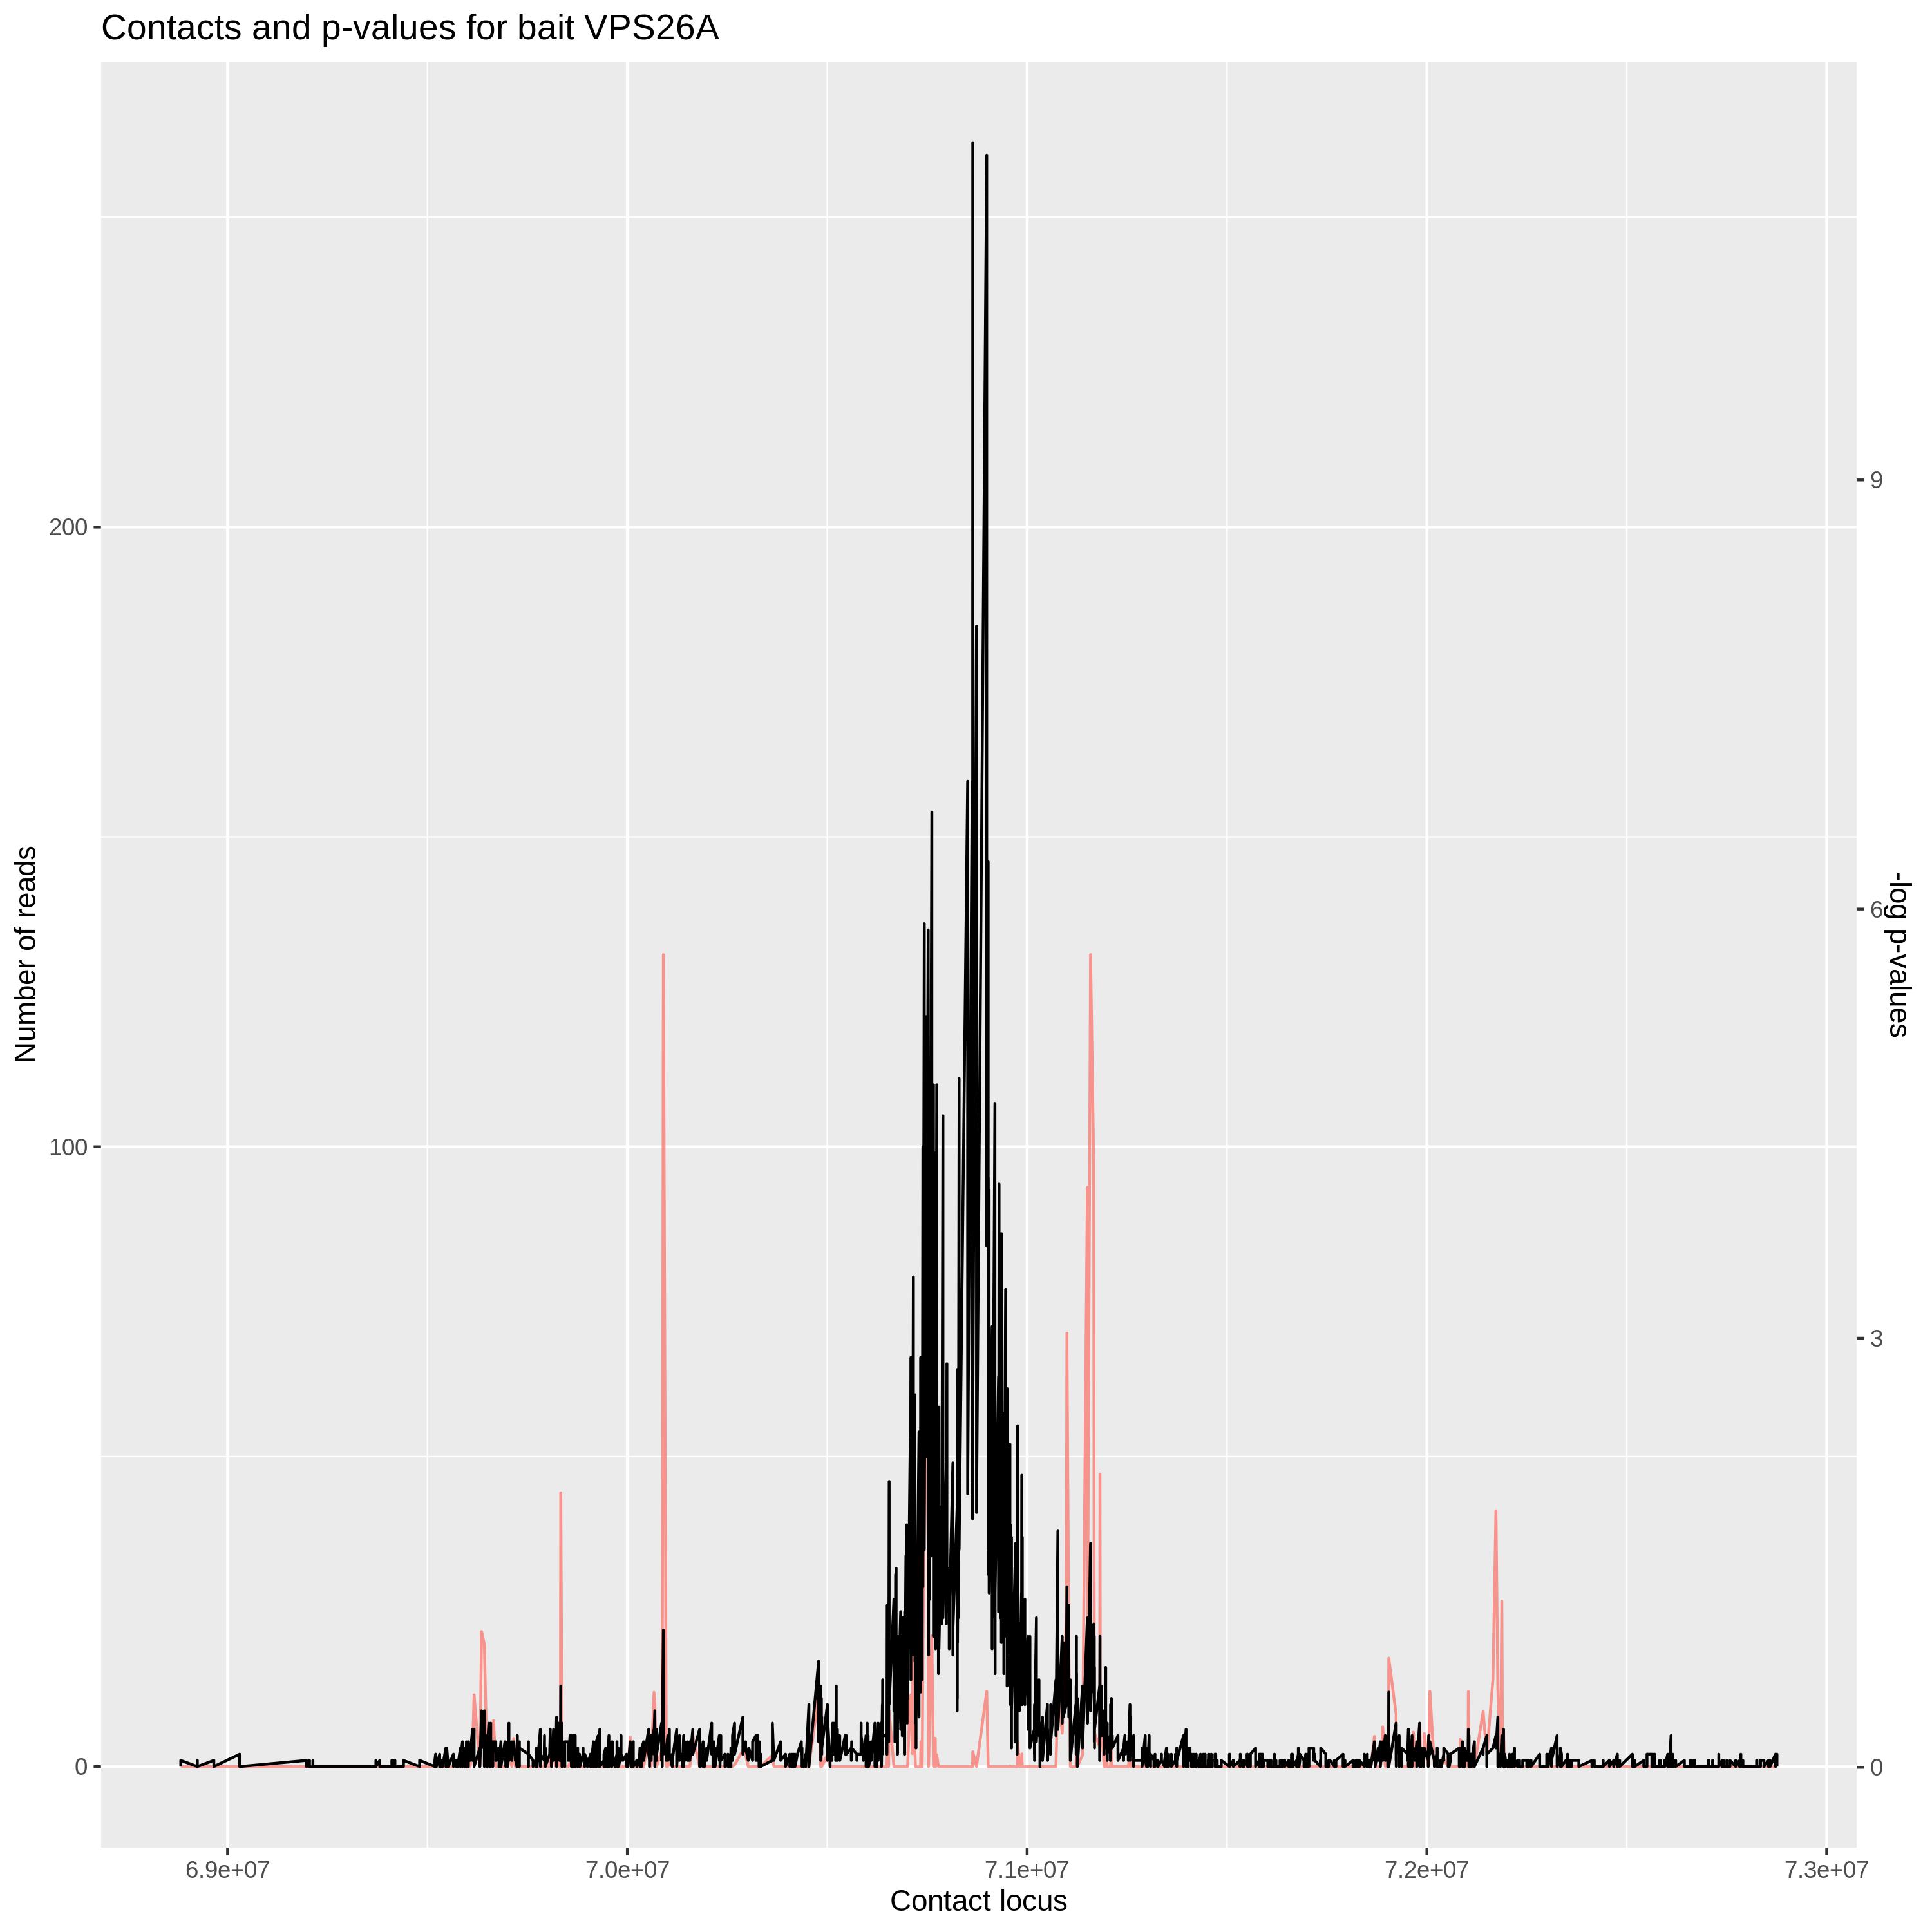 Contacts and p-values for bait VPS26A
Number of reads
200
100
0
9
6
3
0
-log p-values
6.9e+07
7.0e+07
7.1e+07
7.2e+07
7.3e+07
Contact locus